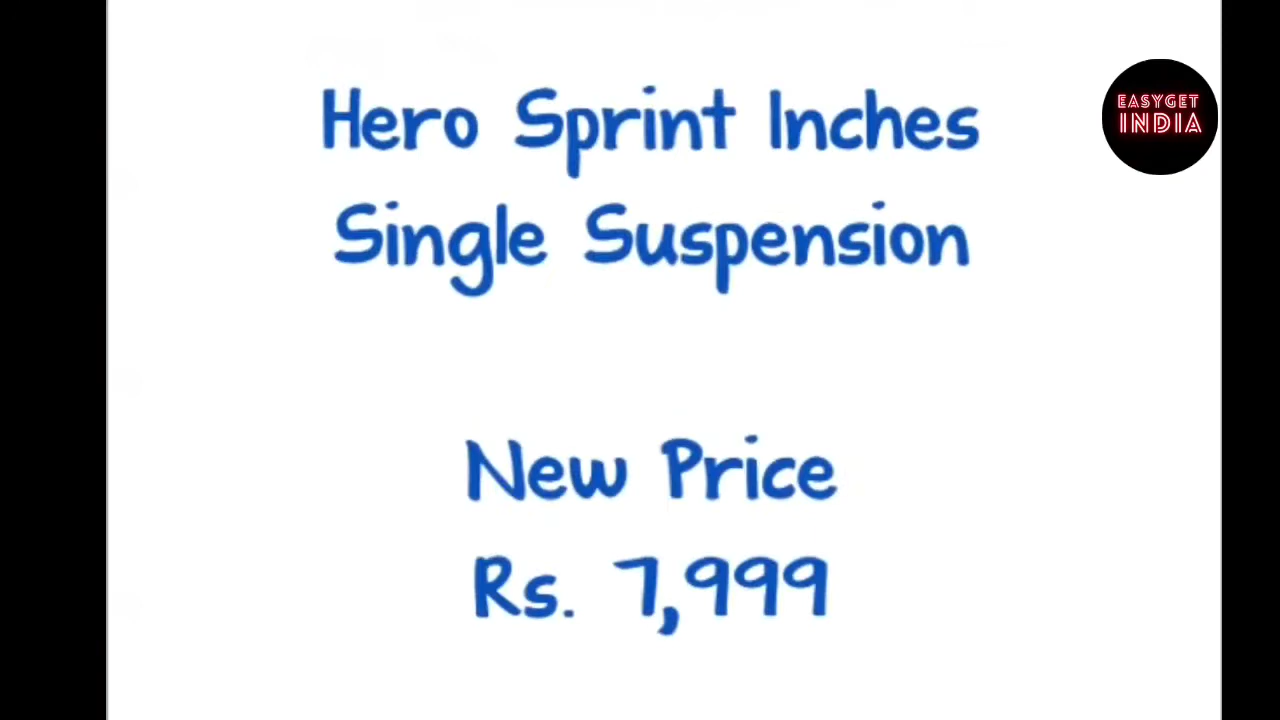 Hero Sprint Inches
Single Suspension
New Price
Rs. 7,999
EASYGET
INDIA